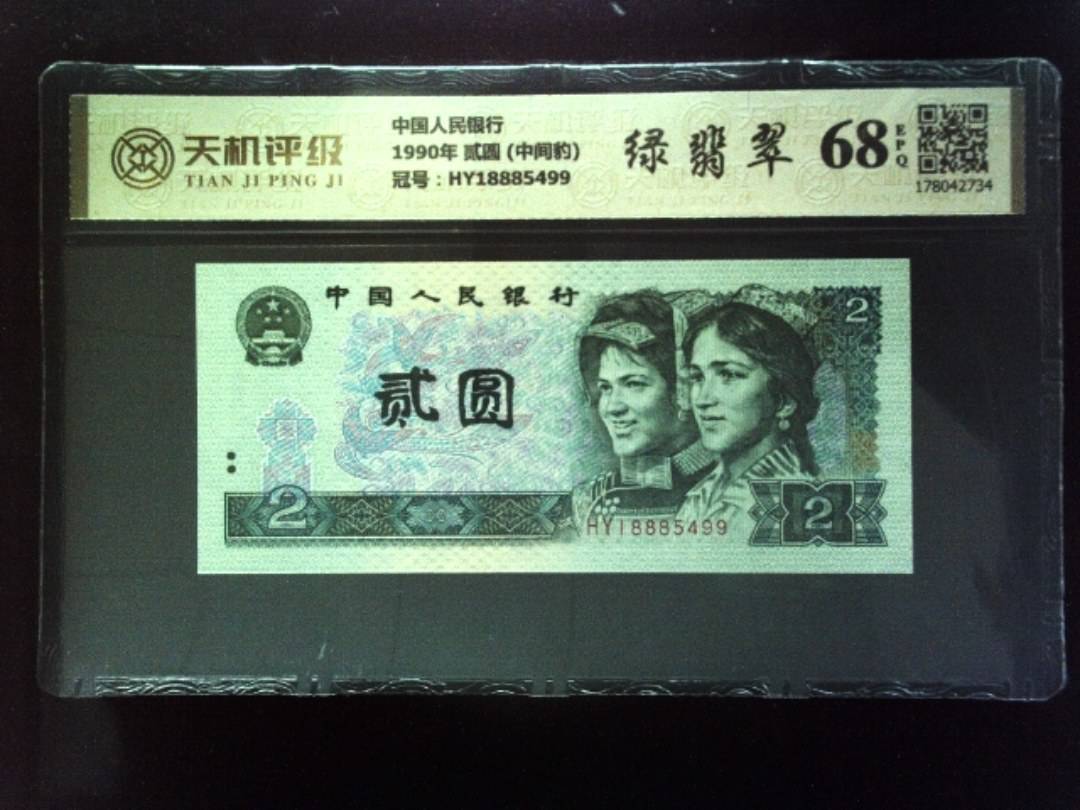 天机评级
TIAN JI PING JI
中国人民银行
1990年 贰圆 (中间豹)
冠号：HY18885499
绿翡翠
68
EPQ
178042734
中国人民银行
2
贰圆
2
HY18885499
2